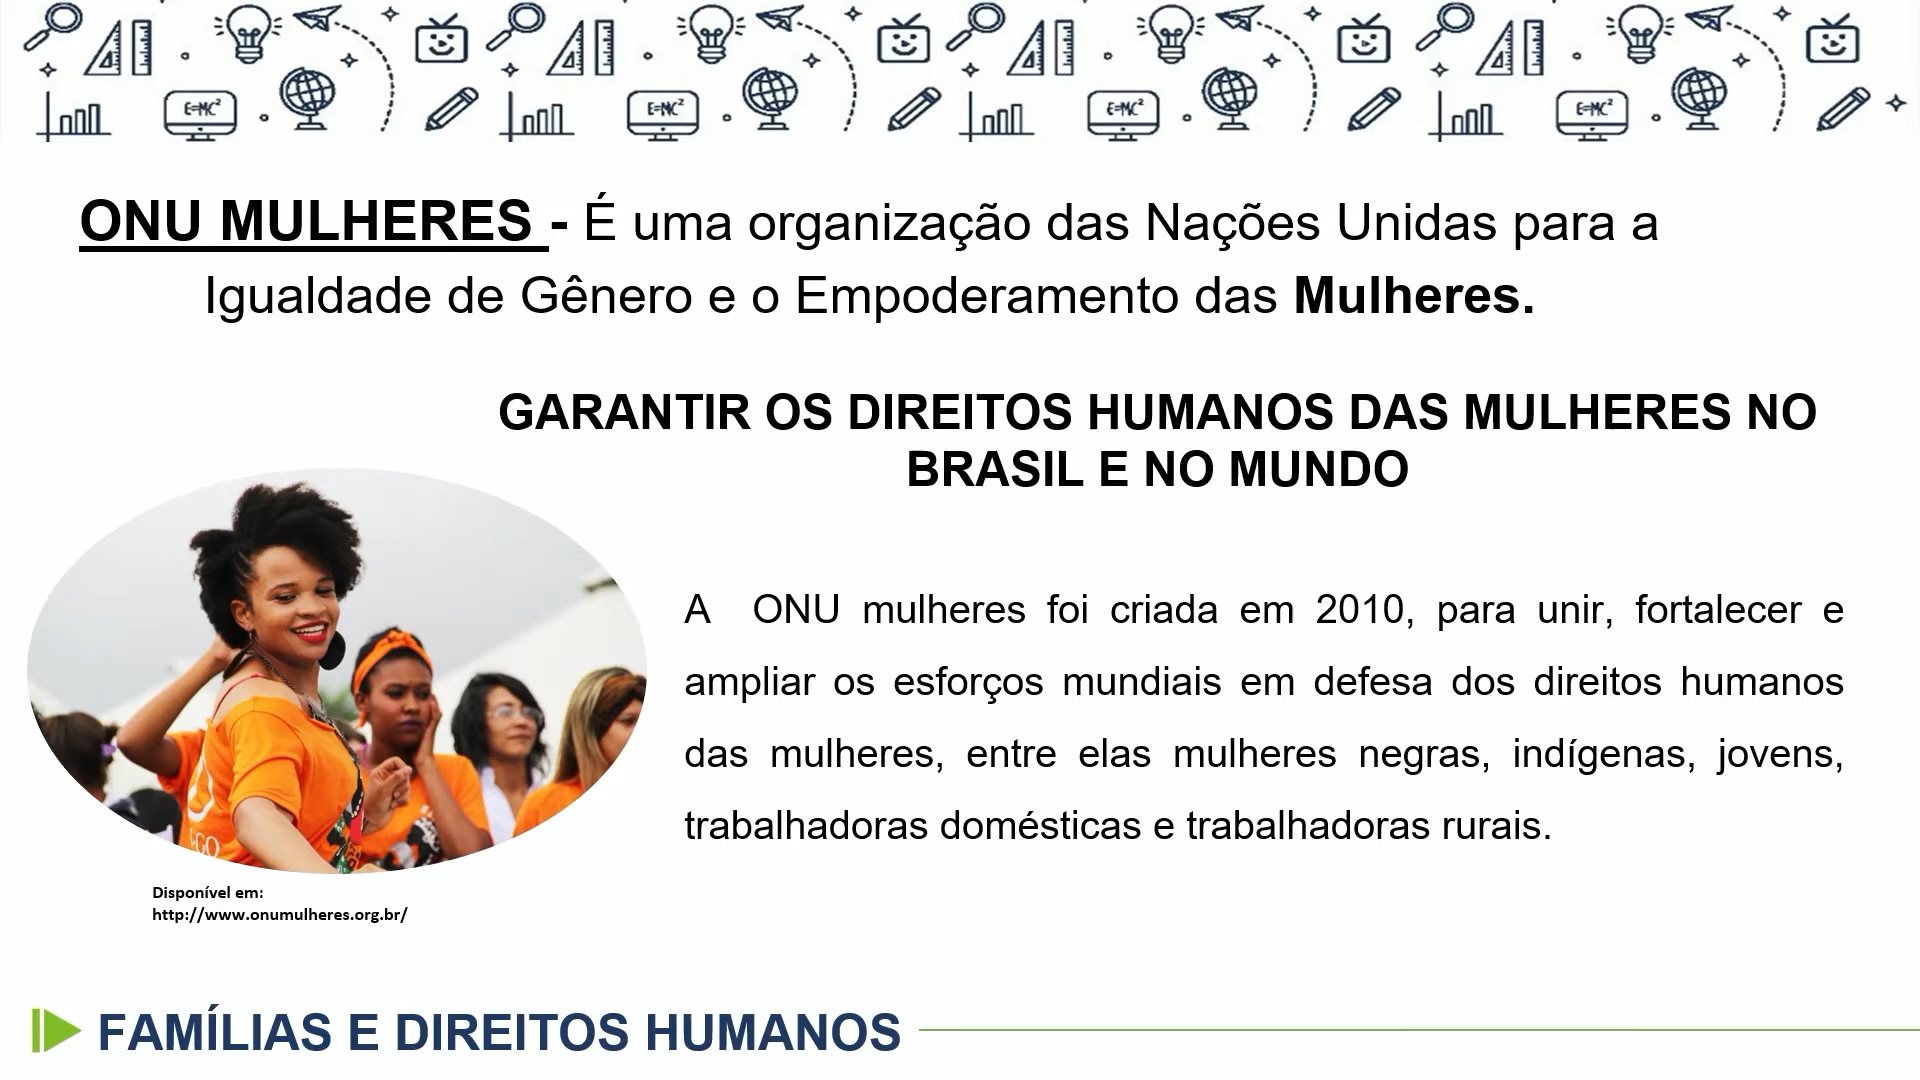 E=MC²
E=MC²
E=MC²
E=MC²
ONU MULHERES - É uma organização das Nações Unidas para a
Igualdade de Gênero e o Empoderamento das Mulheres.
GARANTIR OS DIREITOS HUMANOS DAS MULHERES NO
BRASIL E NO MUNDO
A ONU mulheres foi criada em 2010, para unir, fortalecer e
ampliar os esforços mundiais em defesa dos direitos humanos
das mulheres, entre elas mulheres negras, indígenas, jovens,
trabalhadoras domésticas e trabalhadoras rurais.
Disponível em:
http://www.onumulheres.org.br/
FAMÍLIAS E DIREITOS HUMANOS